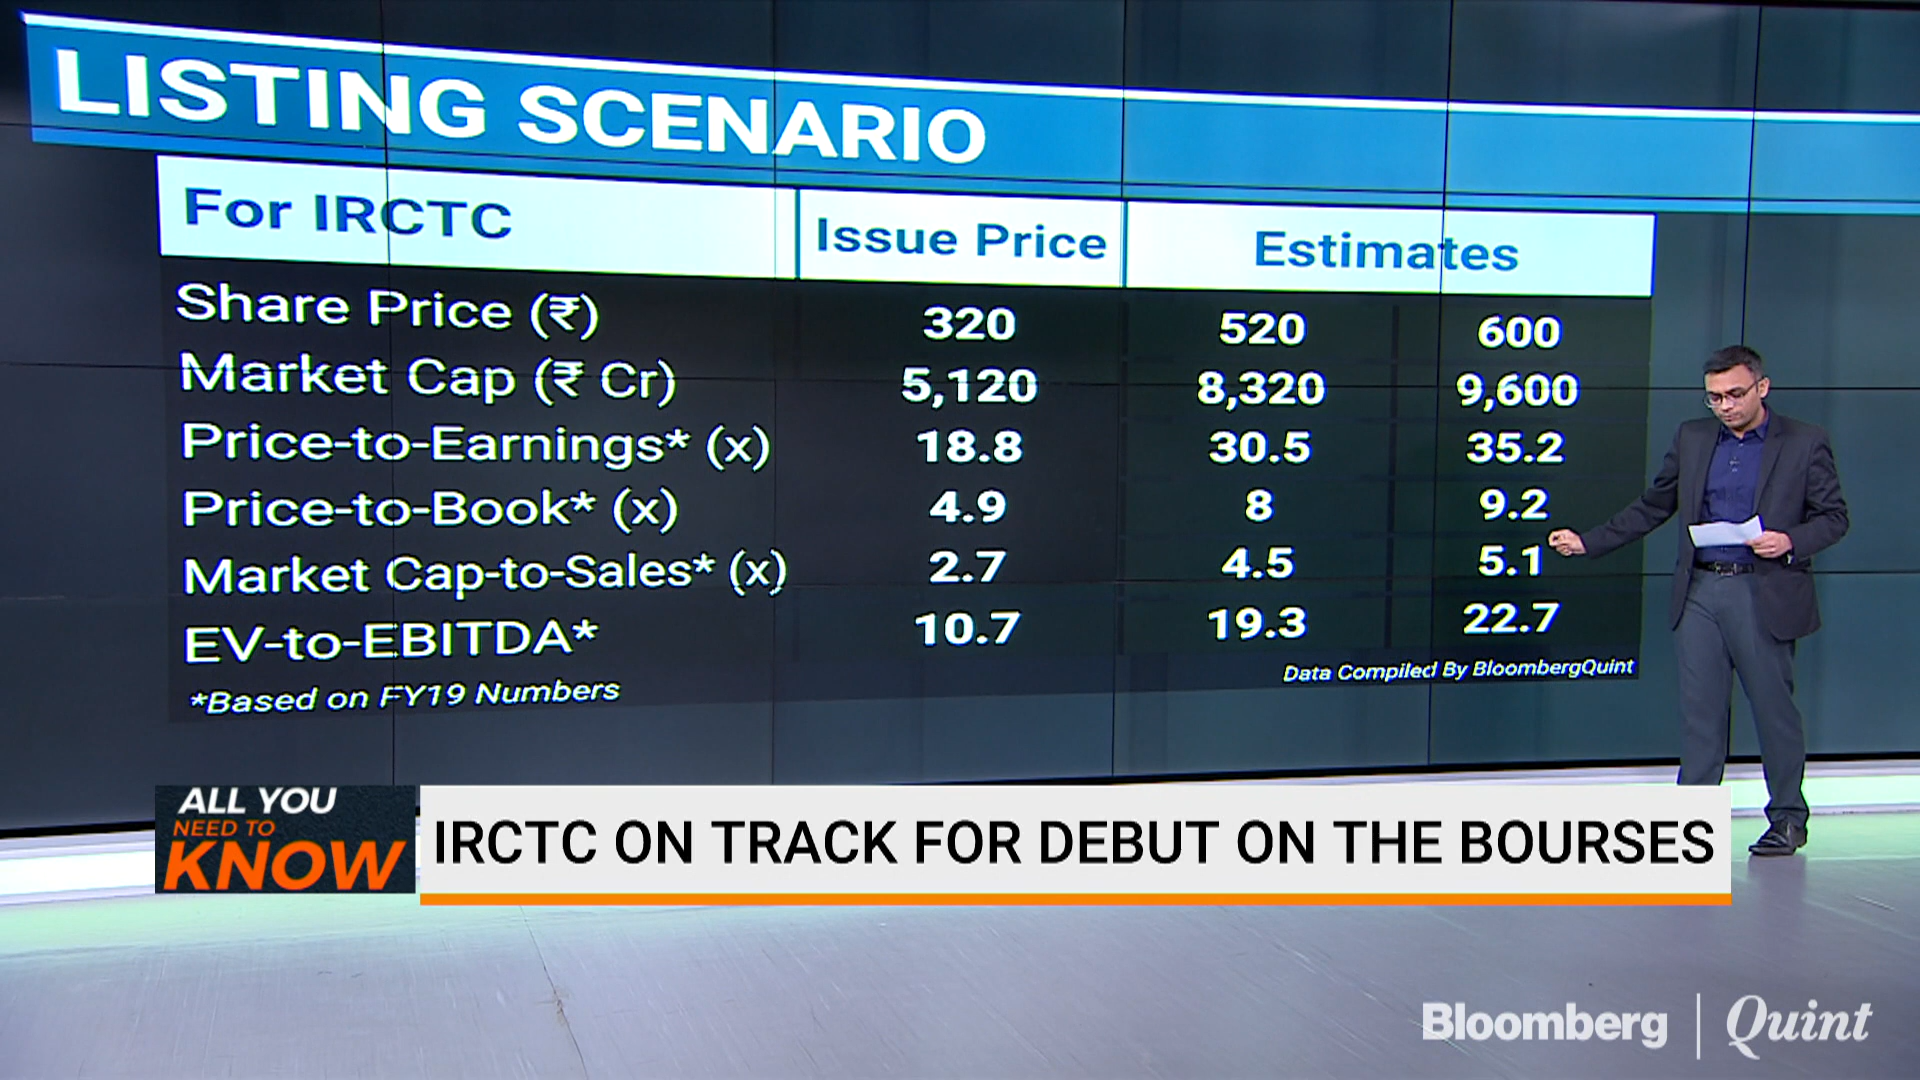 LISTING SCENARIO
For IRCTC Issue Price Estimates
Share Price (₹) 320 520 600
Market Cap (₹ Cr) 5,120 8,320 9,600
Price-to-Earnings* (x) 18.8 30.5 35.2
Price-to-Book* (x) 4.9 8 9.2
Market Cap-to-Sales* (x) 2.7 4.5 5.1
EV-to-EBITDA* 10.7 19.3 22.7
Data Compiled By BloombergQuint
*Based on FY19 Numbers
ALL YOU
NEED TO
KNOW
IRCTC ON TRACK FOR DEBUT ON THE BOURSES
Bloomberg | Quint